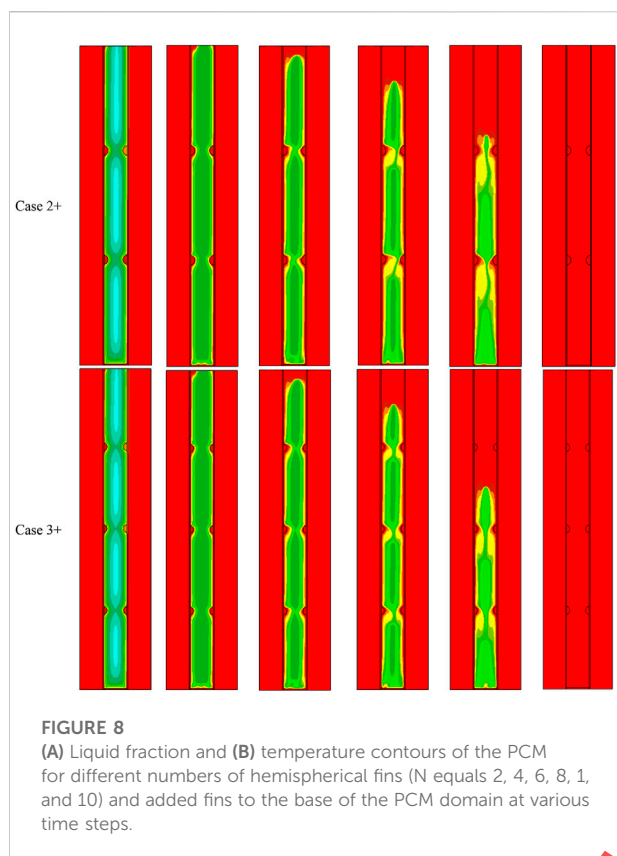 Case 2+
Case 3+
FIGURE 8
(A) Liquid fraction and (B) temperature contours of the PCM
for different numbers of hemispherical fins (N equals 2, 4, 6, 8, 1,
and 10) and added fins to the base of the PCM domain at various
time steps.